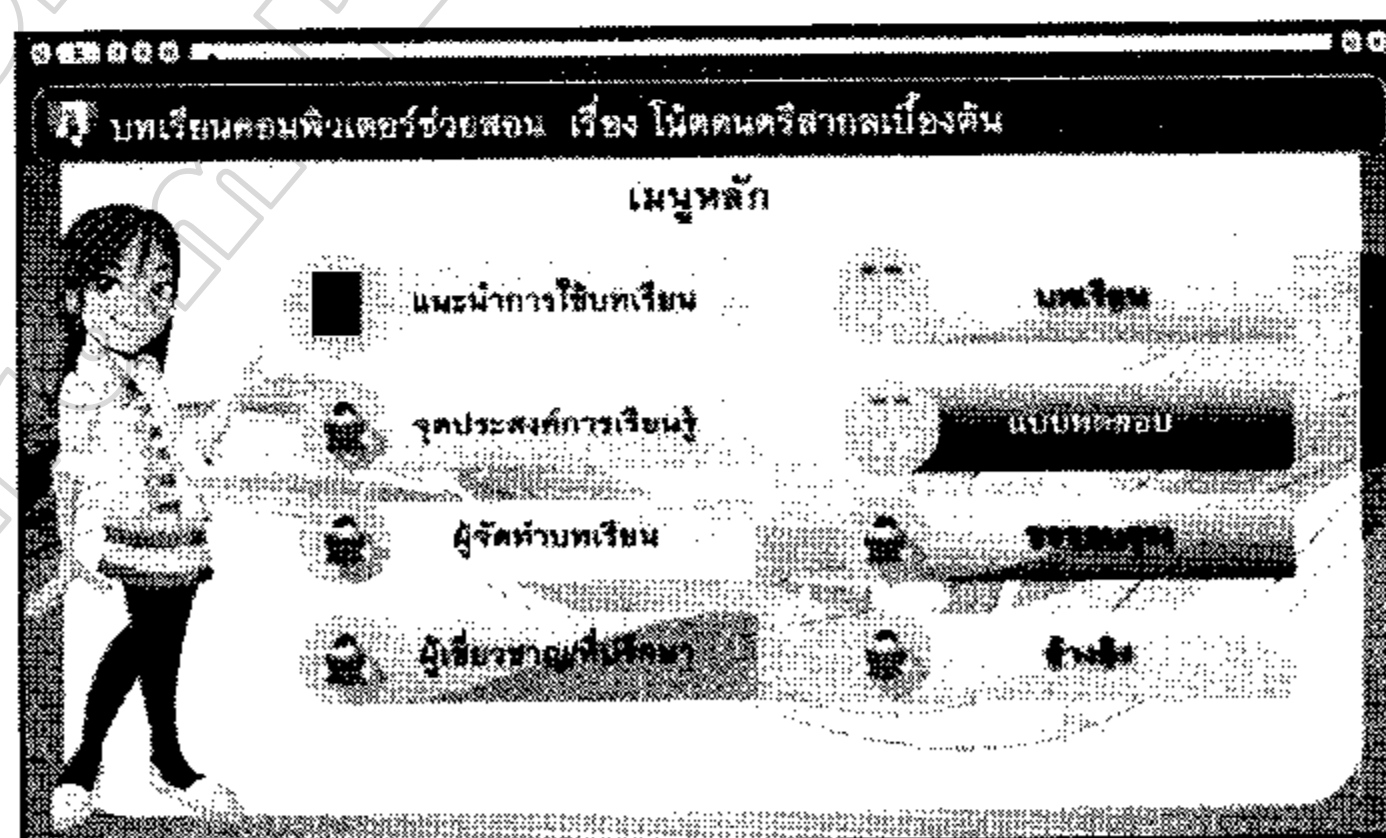 บทเรียนคอมพิวเตอร์ช่วยสอน เรื่อง โน้ตดนตรีสากลเบื้องต้น
เมนูหลัก
แนะนำการใช้บทเรียน
บทเรียน
จุดประสงค์การเรียนรู้
แบบทดสอบ
ผู้จัดทำบทเรียน
ผู้เชี่ยวชาญที่ปรึกษา
อ้างอิง